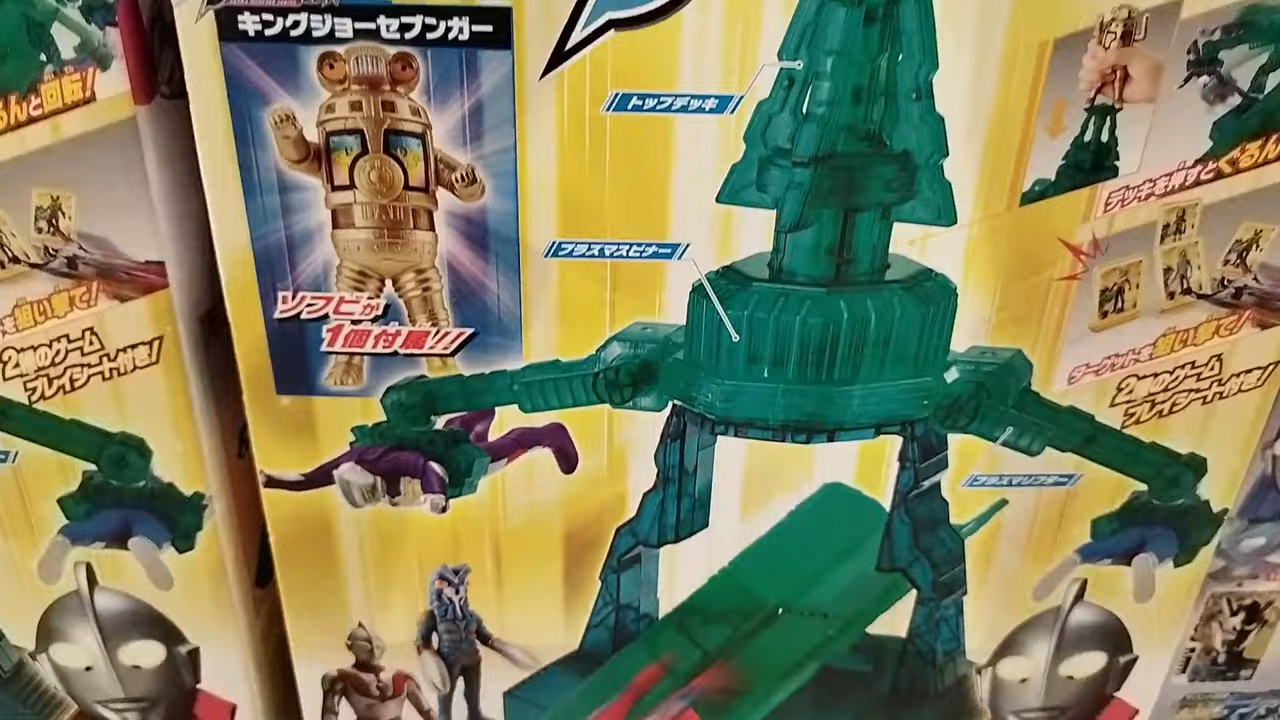 キングジョーセブンガー
ソフビが
1個付属!!
トップデッキ
プラズマスピナー
プラズマリフター
んと回転!
を狙い撃て!
2種のゲーム
プレイシート付き!
デッキを押すとぐるん
ターゲットを狙い撃て!
2種のゲーム
プレイシート付き!